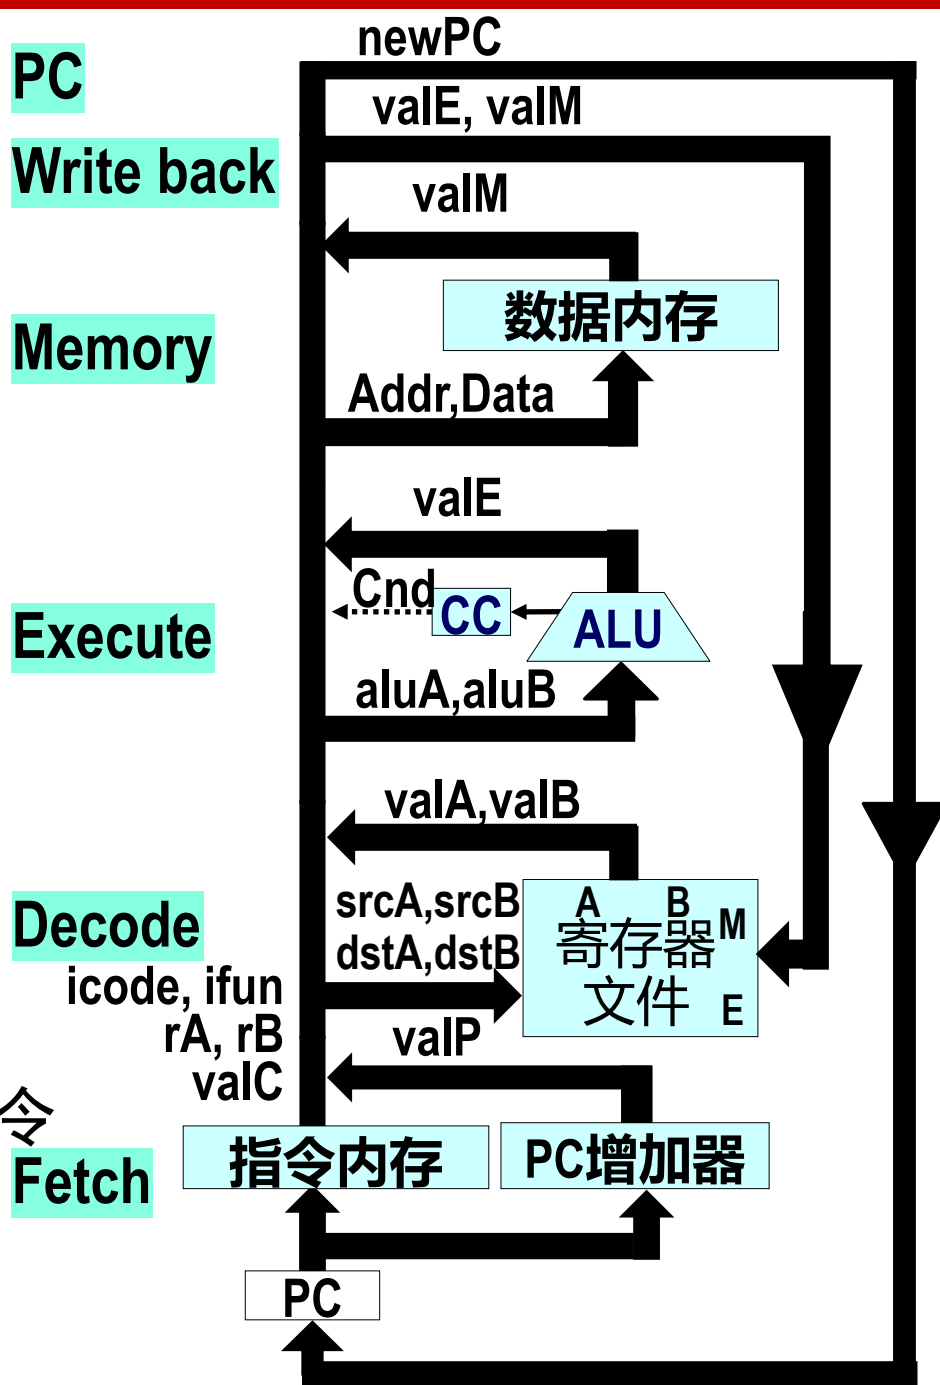 newPC
PC
valE, valM
Write back
valM
数据内存
Memory
Addr,Data
valE
Cnd
CC
ALU
Execute
aluA,aluB
valA,valB
srcA,srcB
A B
M
Decode
寄存器
dstA,dstB
icode, ifun
文件
E
rA, rB
valP
valC
令
指令内存
PC增加器
Fetch
PC